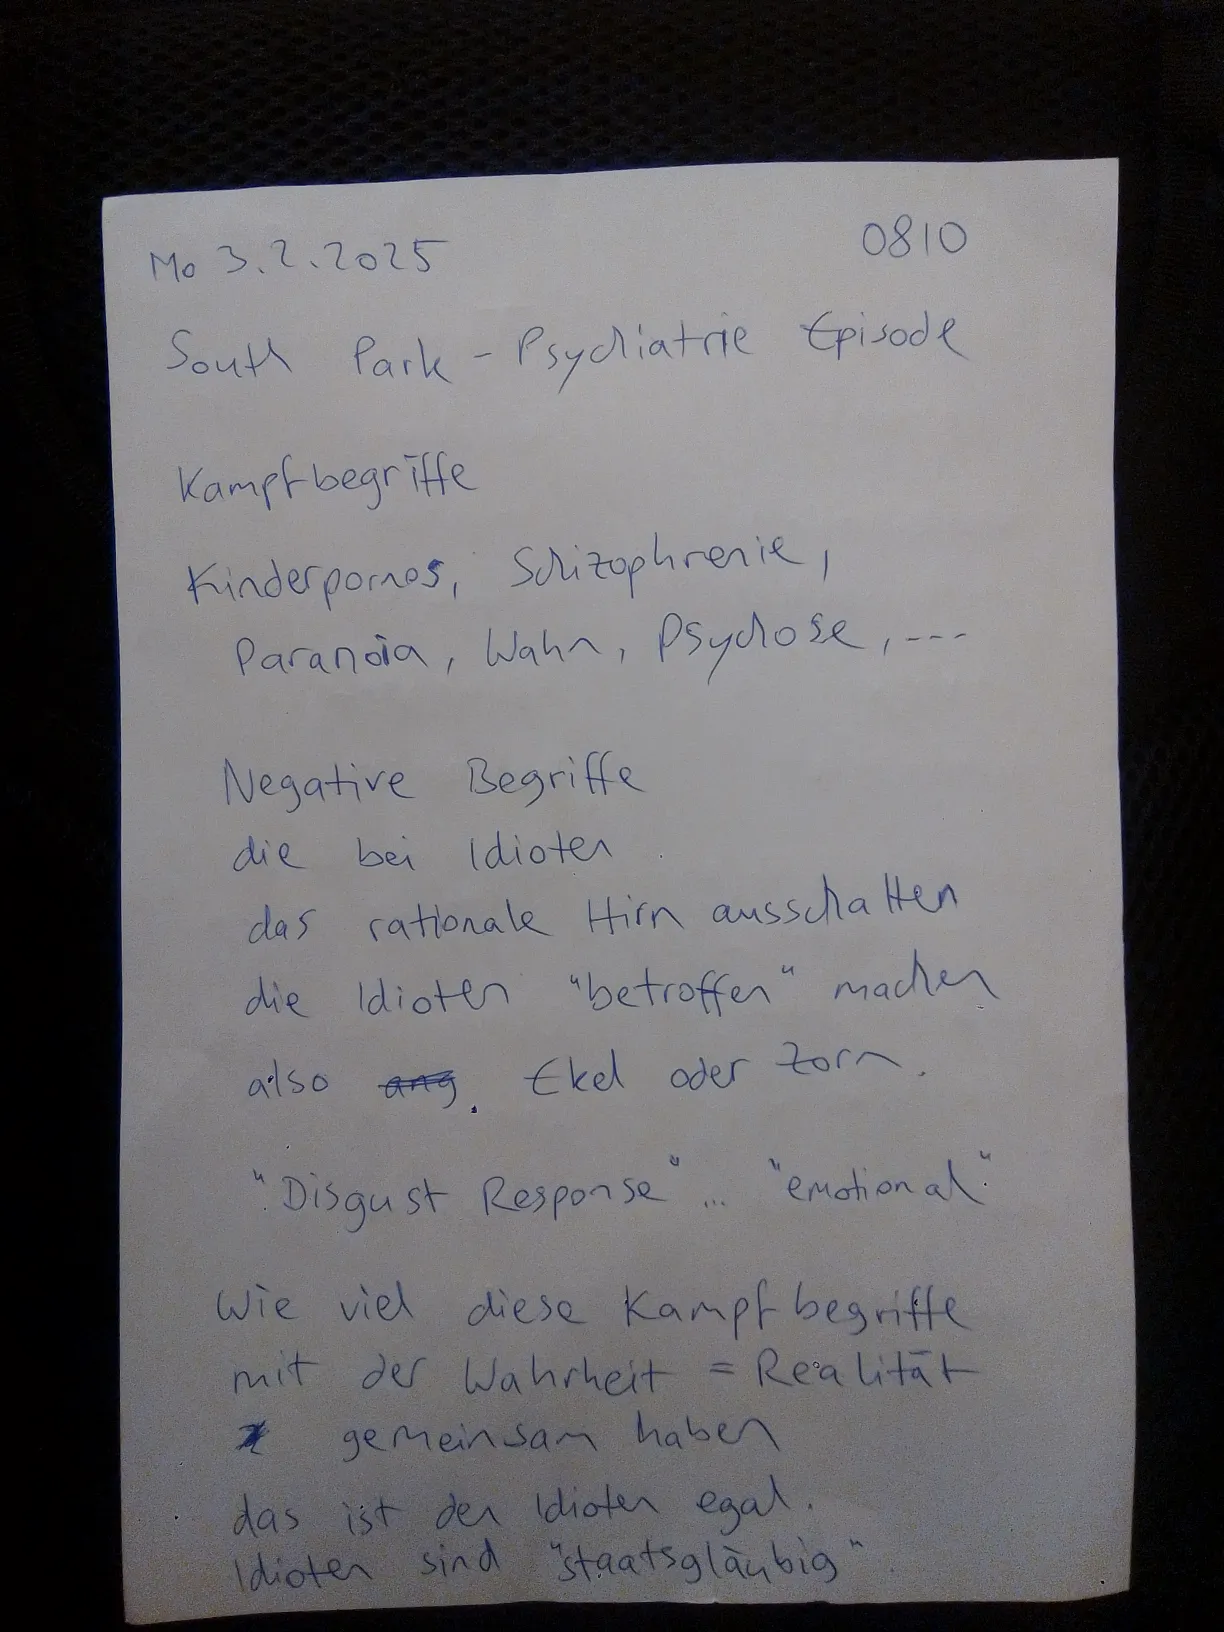 Mo 3.2.2025 0810
South Park - Psychiatrie Episode
Kampfbegriffe
Kinderpornos, Schizophrenie,
Paranoia, Wahn, Psychose, ...
Negative Begriffe
die bei Idioten
das rationale Hirn ausschalten
die Idioten "betroffen" machen
also ang. Ekel oder Zorn.
"Disgust Response" ... "emotional"
Wie viel diese Kampfbegriffe
mit der Wahrheit = Realität
gemeinsam haben
das ist den Idioten egal.
Idioten sind "staatsgläubig"